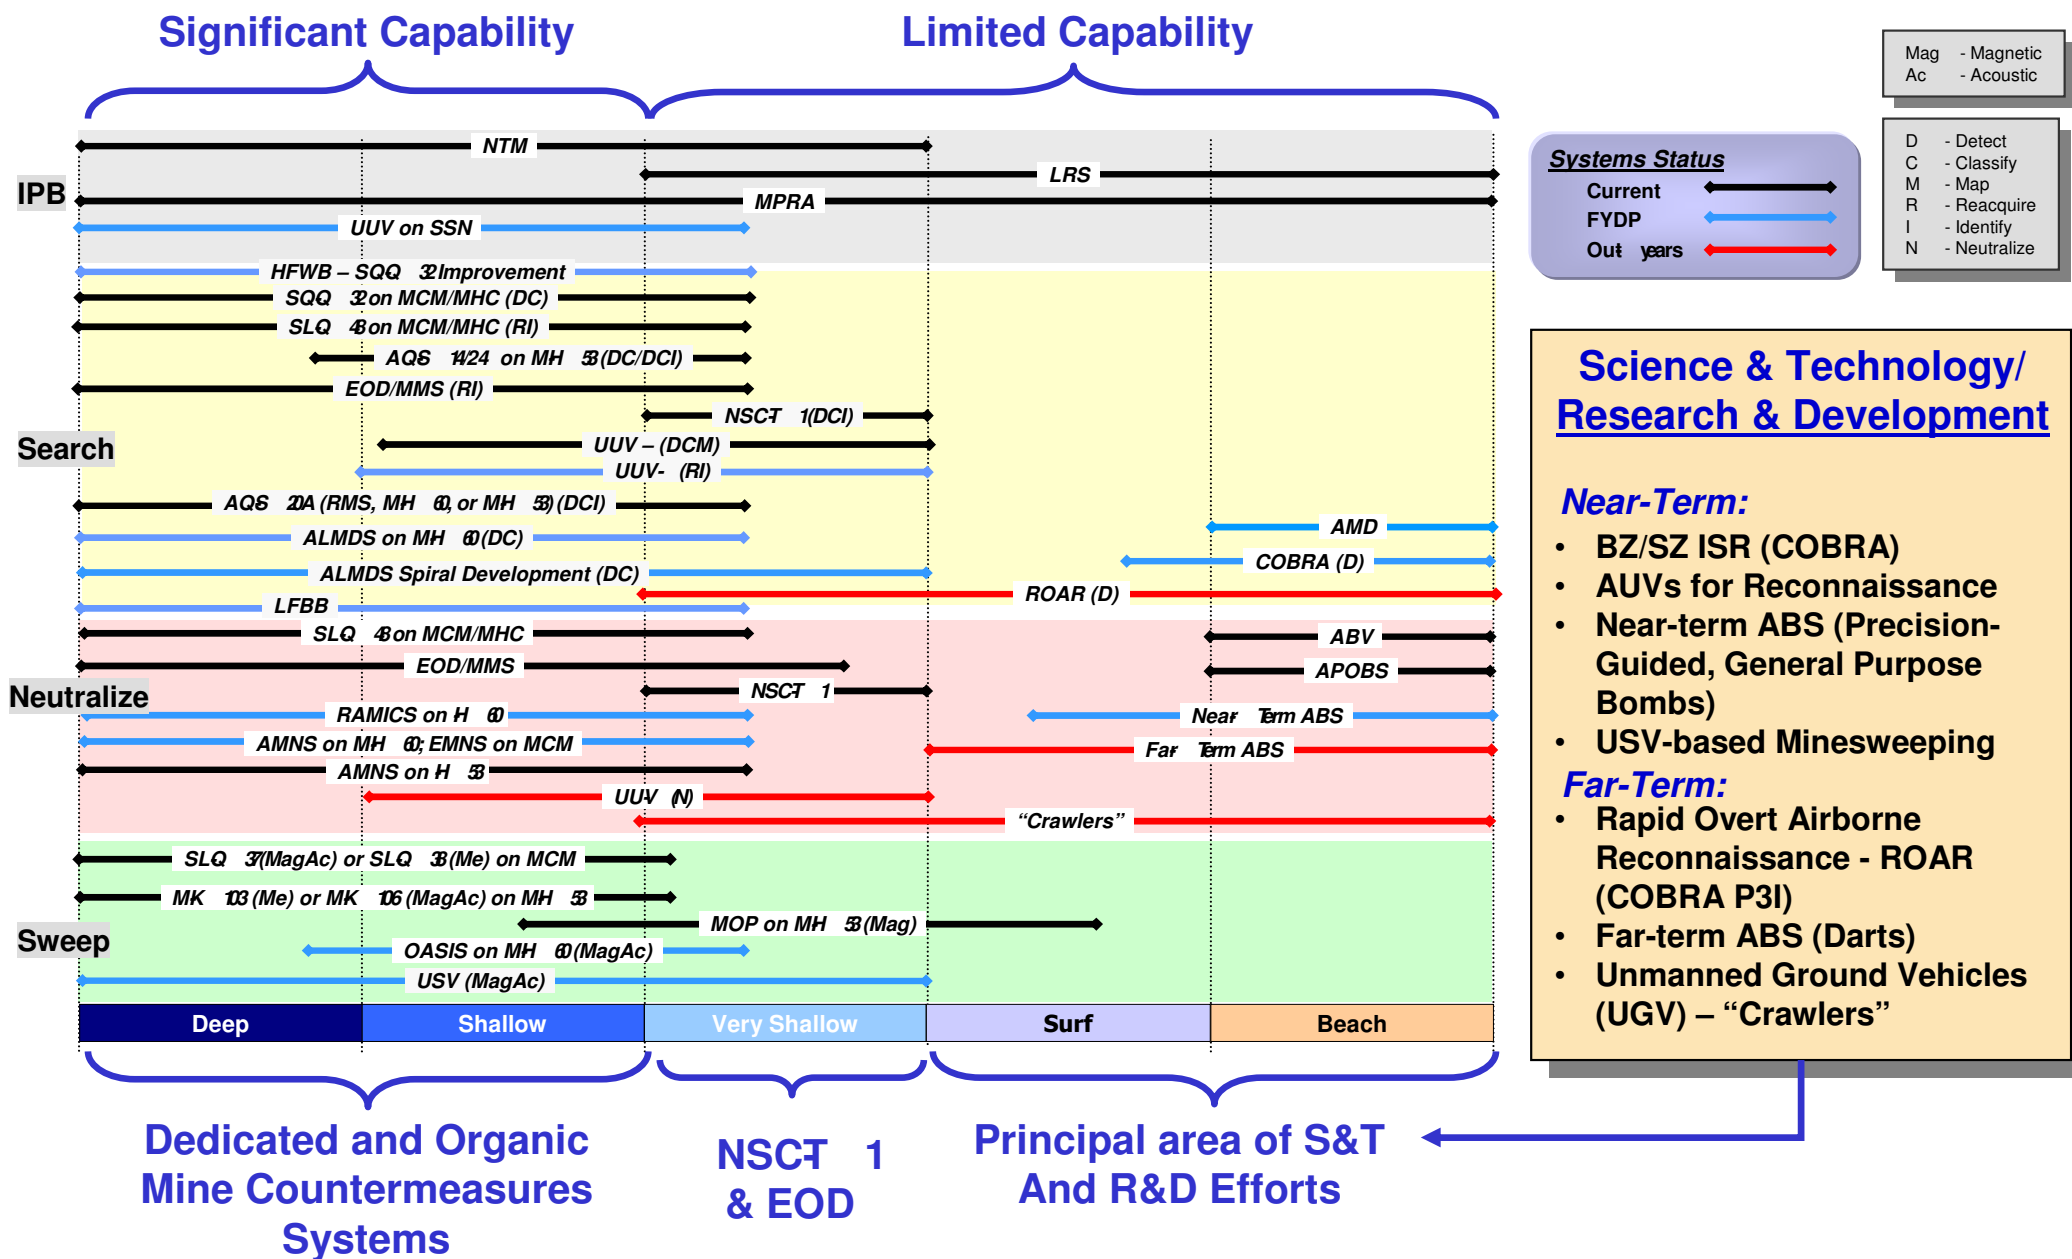 Significant Capability
Limited Capability
Mag - Magnetic
Ac - Acoustic
D - Detect
C - Classify
M - Map
R - Reacquire
I - Identify
N - Neutralize
Systems Status
Current
FYDP
Out- years
IPB
NTM
LRS
MPRA
UUV on SSN
Search
HFWB – SQQ- 32 Improvement
SQQ- 32 on MCM/MHC (DC)
SLQ- 48 on MCM/MHC (RI)
AQS- 14/24 on MH- 53 (DC/DCI)
EOD/MMS (RI)
NSCT- 1 (DCI)
UUV – (DCM)
UUV- (RI)
AQS- 20A (RMS, MH- 60, or MH- 53) (DCI)
AMD
ALMDS on MH- 60 (DC)
COBRA (D)
ALMDS Spiral Development (DC)
ROAR (D)
LFBB
Neutralize
SLQ- 48 on MCM/MHC
ABV
EOD/MMS
APOBS
NSCT- 1
RAMICS on H- 60
Near- Term ABS
AMNS on MH- 60; EMNS on MCM
Far- Term ABS
AMNS on H- 53
UUV- (N)
“Crawlers”
Sweep
SLQ- 37 (MagAc) or SLQ- 38 (Me) on MCM
MK- 103 (Me) or MK- 106 (MagAc) on MH- 53
MOP on MH- 53 (Mag)
OASIS on MH- 60 (MagAc)
USV (MagAc)
Deep Shallow Very Shallow Surf Beach
Dedicated and Organic
Mine Countermeasures
Systems
NSCT- 1
& EOD
Principal area of S&T
And R&D Efforts
Science & Technology/
Research & Development
Near-Term:
• BZ/SZ ISR (COBRA)
• AUVs for Reconnaissance
• Near-term ABS (Precision-
Guided, General Purpose
Bombs)
• USV-based Minesweeping
Far-Term:
• Rapid Overt Airborne
Reconnaissance - ROAR
(COBRA P3I)
• Far-term ABS (Darts)
• Unmanned Ground Vehicles
(UGV) – “Crawlers”